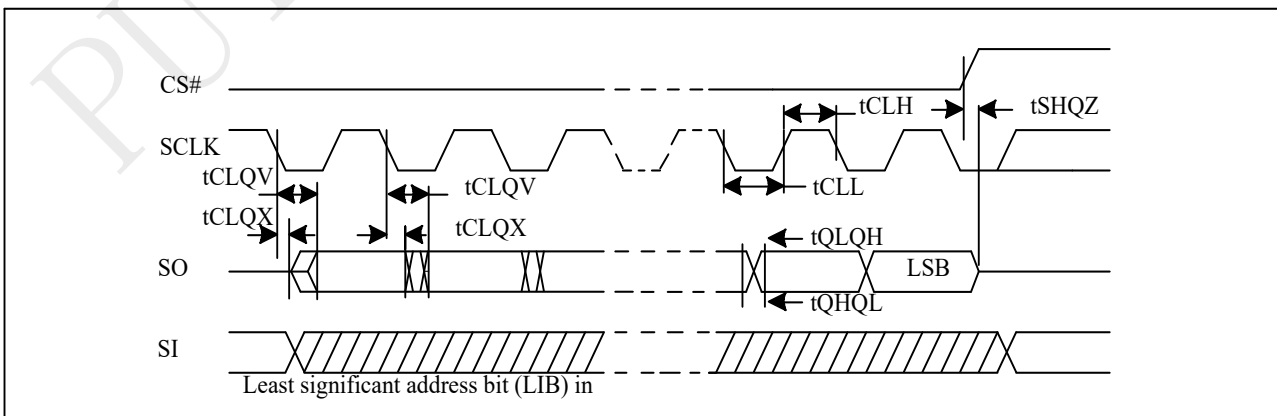 PU
CS#
tCLH
tSHQZ
SCLK
tCLQV
tCLQV
tCLL
tCLQX
tCLQX
tQLQH
SO
LSB
tQHQL
SI
Least significant address bit (LIB) in